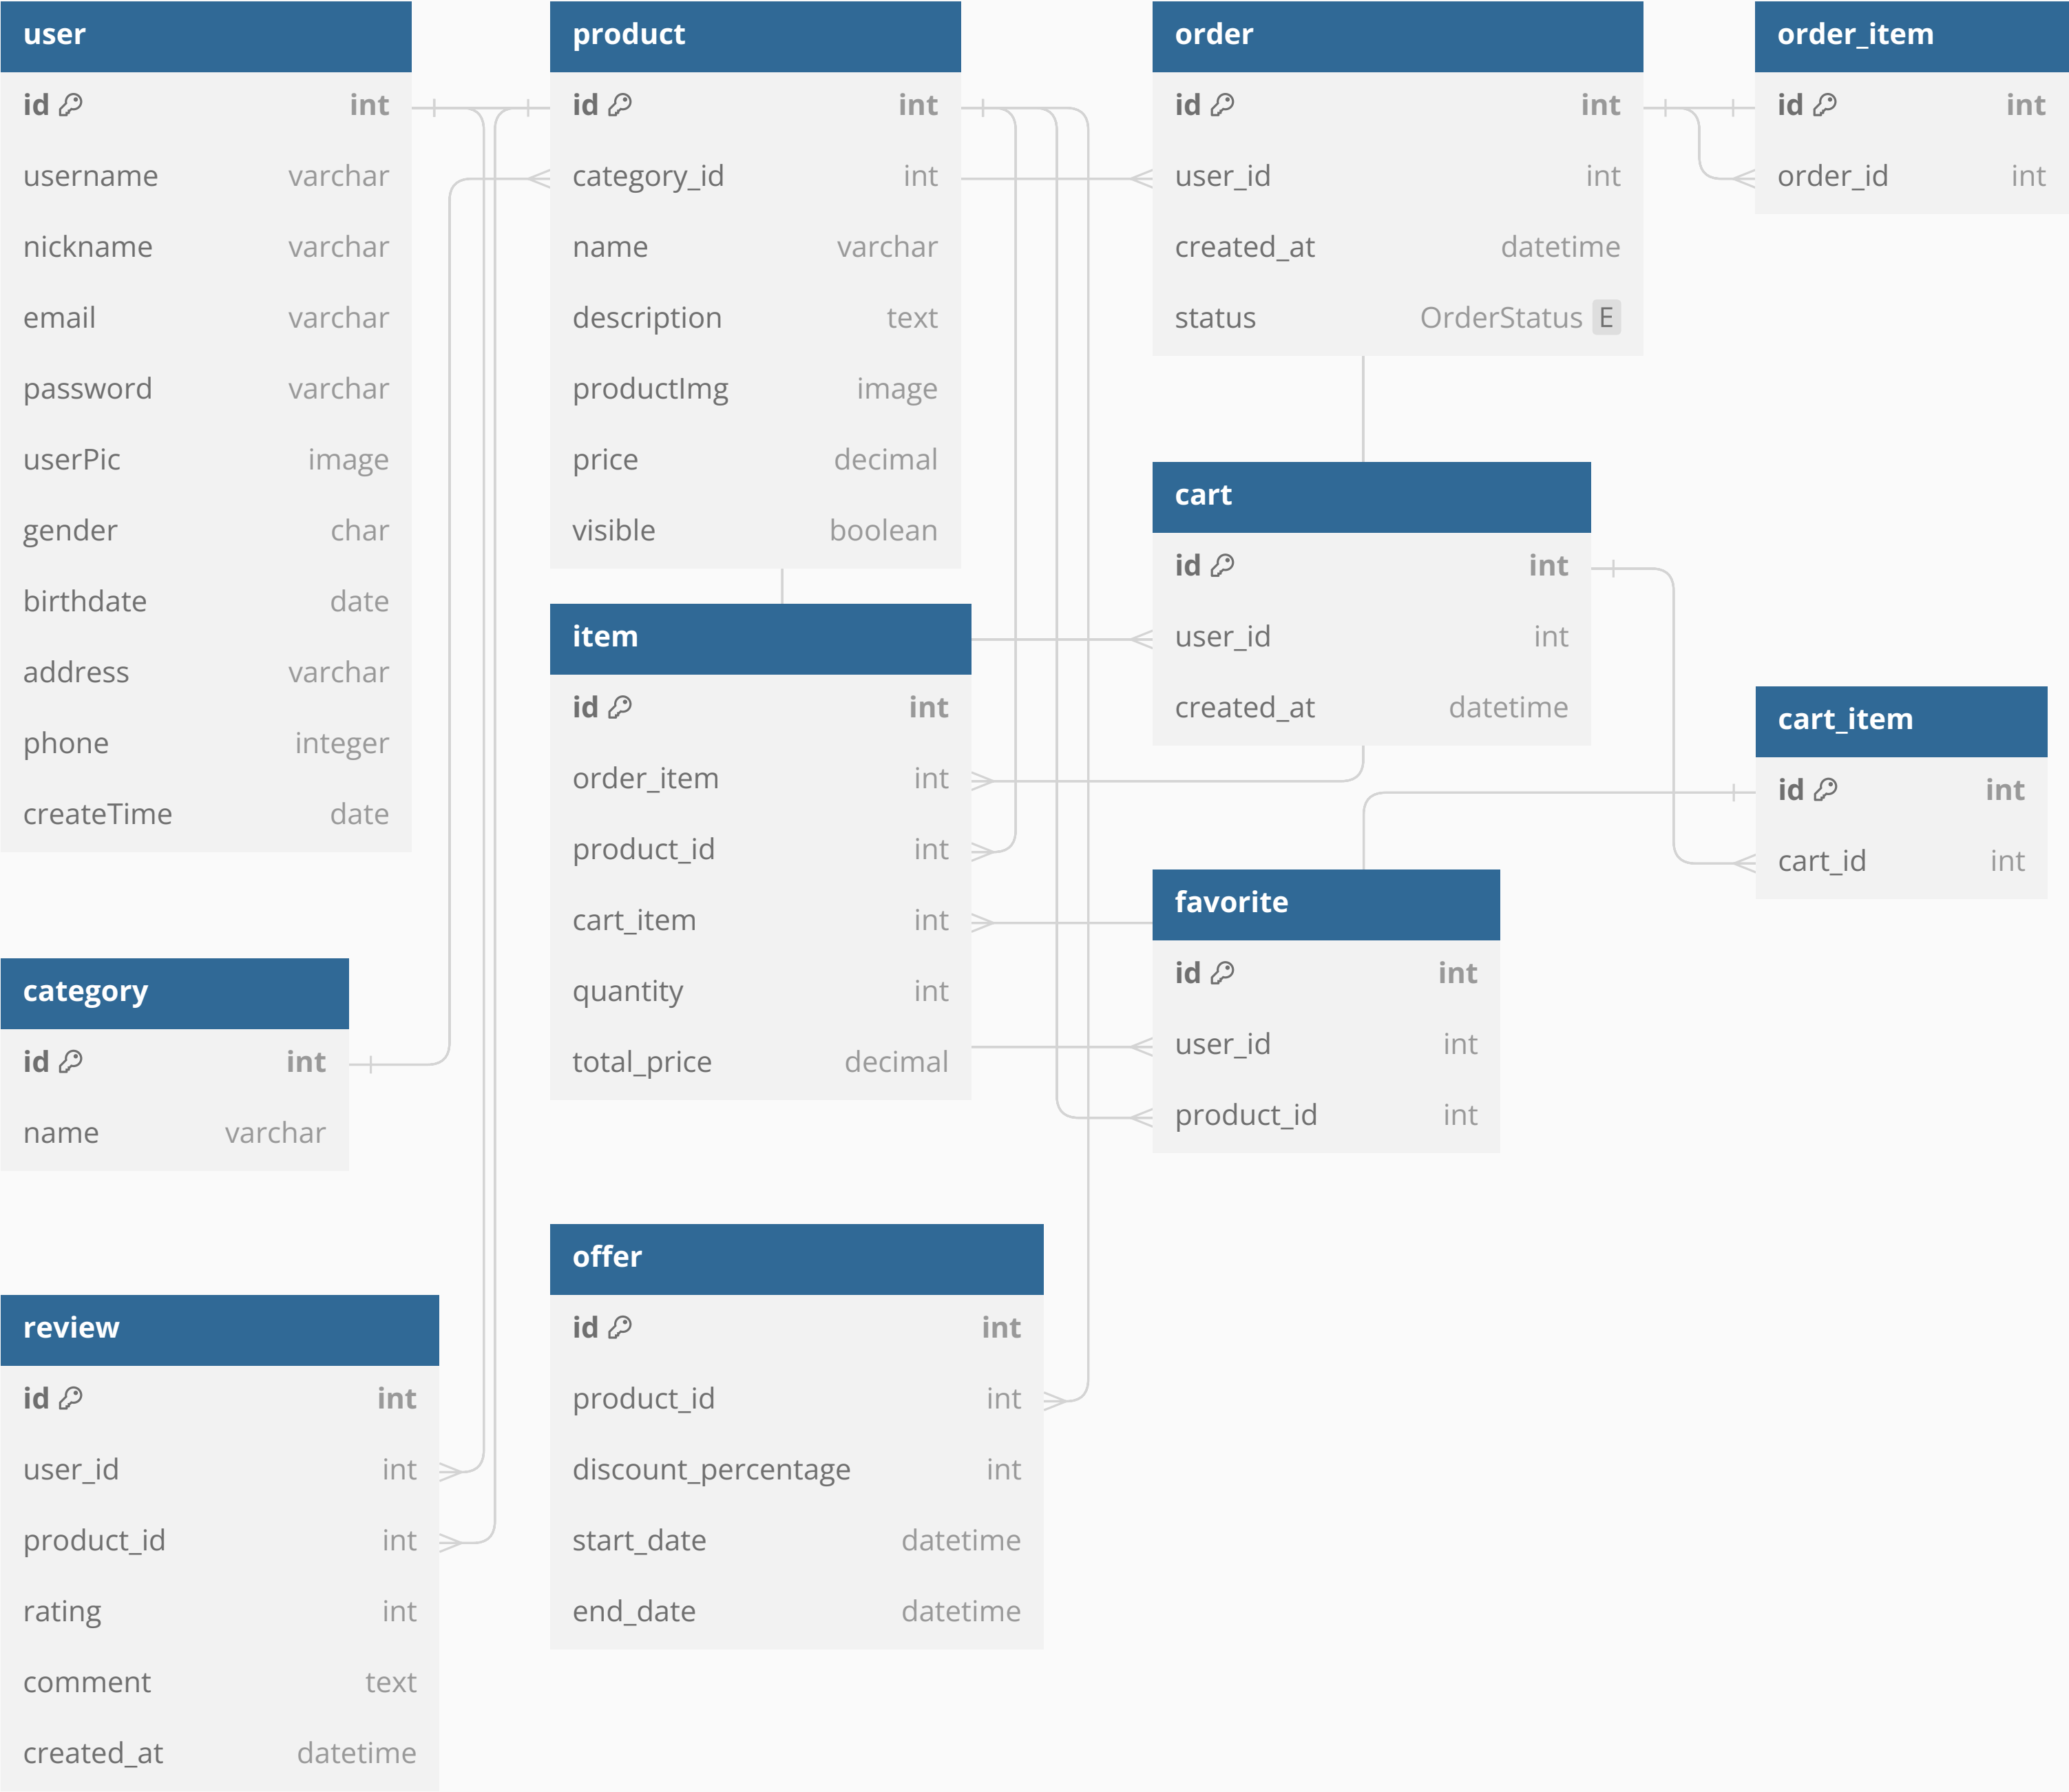 user
id int
username varchar
nickname varchar
email varchar
password varchar
userPic image
gender char
birthdate date
address varchar
phone integer
createTime date
category
id int
name varchar
review
id int
user_id int
product_id int
rating int
comment text
created_at datetime
product
id int
category_id int
name varchar
description text
productImg image
price decimal
visible boolean
item
id int
order_item int
product_id int
cart_item int
quantity int
total_price decimal
offer
id int
product_id int
discount_percentage int
start_date datetime
end_date datetime
order
id int
user_id int
created_at datetime
status OrderStatus E
cart
id int
user_id int
created_at datetime
favorite
id int
user_id int
product_id int
order_item
id int
order_id int
cart_item
id int
cart_id int